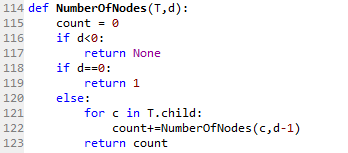 114 def NumberOfNodes(T,d):
115     count = 0
116     if d<0:
117         return None
118     if d==0:
119         return 1
120     else:
121         for c in T.child:
122             count+=NumberOfNodes(c,d-1)
123         return count